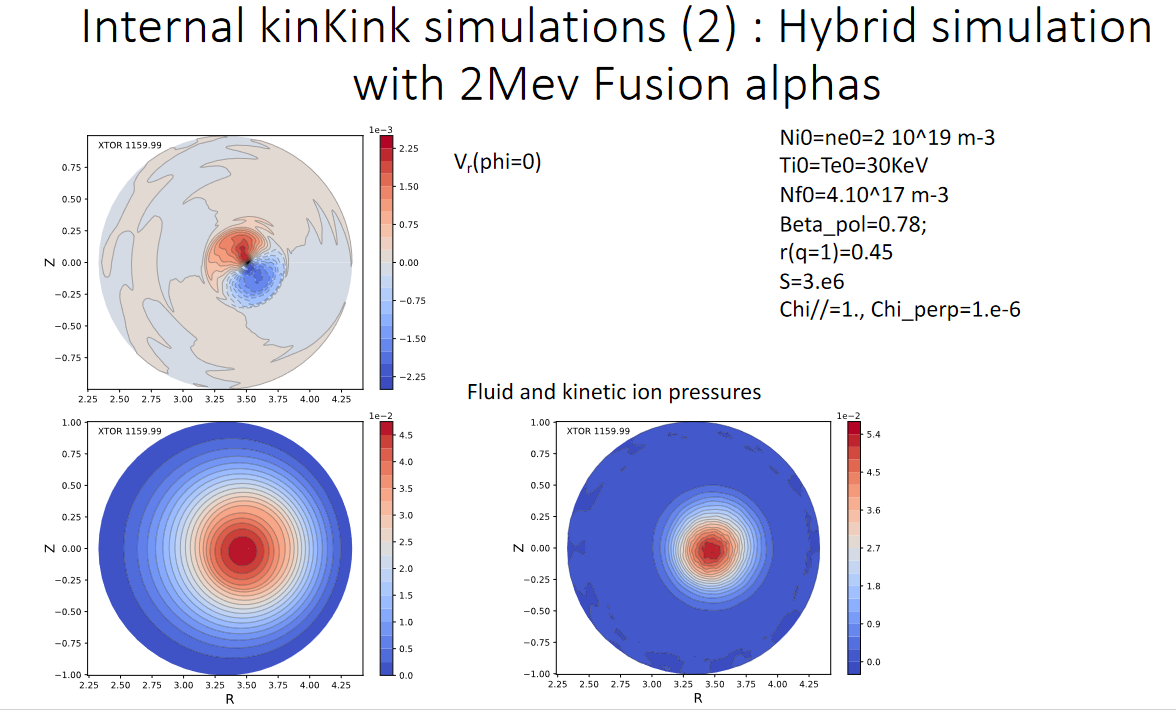 Internal kinKink simulations (2) : Hybrid simulation
with 2Mev Fusion alphas
Ni0=ne0=2 10^19 m-3
Ti0=Te0=30KeV
Nf0=4.10^17 m-3
Beta_pol=0.78;
r(q=1)=0.45
S=3.e6
Chi//=1., Chi_perp=1.e-6
Vr(phi=0)
XTOR 1159.99
1e−3
2.25
1.50
0.75
0.00
−0.75
−1.50
−2.25
Z
0.75
0.50
0.25
0.00
−0.25
−0.50
−0.75
2.25 2.50 2.75 3.00 3.25 3.50 3.75 4.00 4.25
Fluid and kinetic ion pressures
XTOR 1159.99
1e−2
4.5
4.0
3.5
3.0
2.5
2.0
1.5
1.0
0.5
0.0
Z
1.00
0.75
0.50
0.25
0.00
−0.25
−0.50
−0.75
−1.00
2.25 2.50 2.75 3.00 3.25 3.50 3.75 4.00 4.25
R
XTOR 1159.99
1e−2
5.4
4.5
3.6
2.7
1.8
0.9
0.0
Z
1.00
0.75
0.50
0.25
0.00
−0.25
−0.50
−0.75
−1.00
2.25 2.50 2.75 3.00 3.25 3.50 3.75 4.00 4.25
R